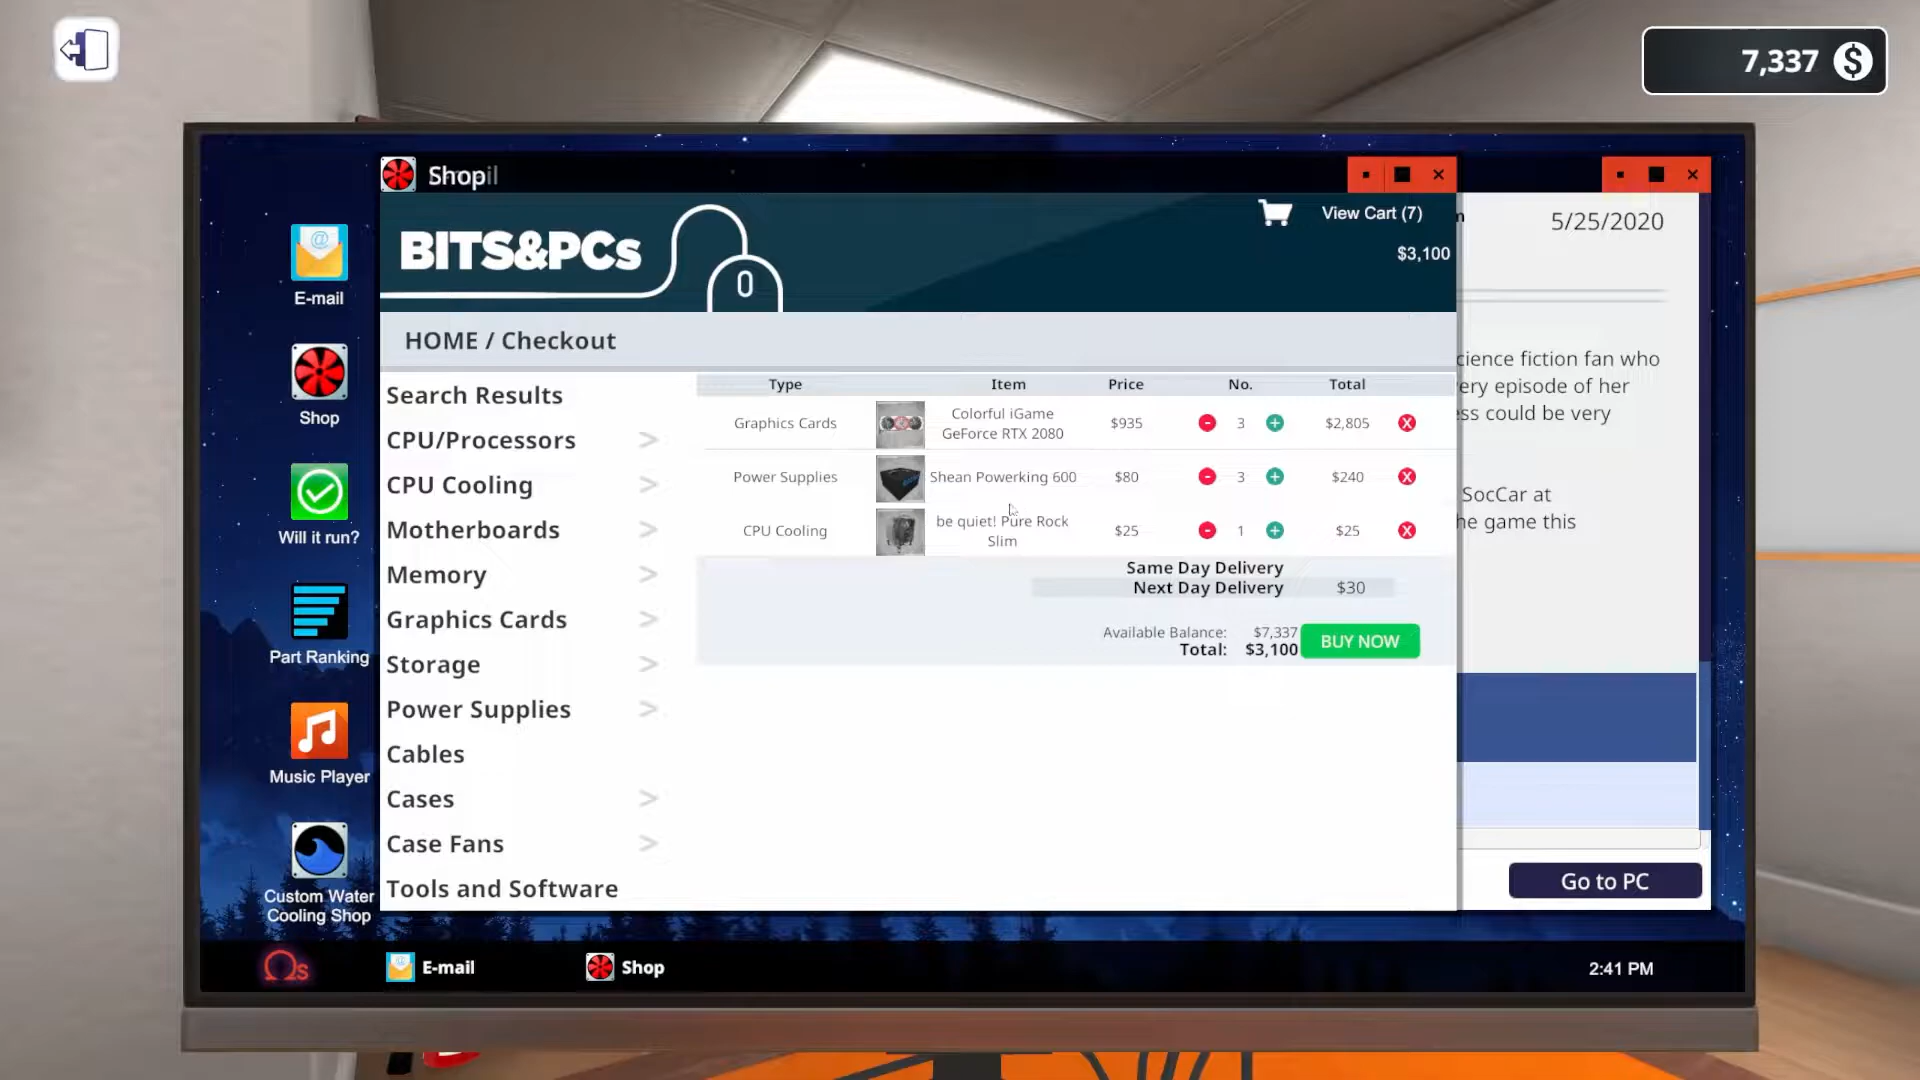 7,337 $
Shop
View Cart (7)
$3,100
BITS&PCs
HOME / Checkout
Search Results
CPU/Processors >
CPU Cooling >
Motherboards >
Memory >
Graphics Cards >
Storage >
Power Supplies >
Cables
Cases >
Case Fans >
Tools and Software
Type Item Price No. Total
Graphics Cards Colorful iGame GeForce RTX 2080 $935 - 3 + $2,805
Power Supplies Shean Powerking 600 $80 - 3 + $240
CPU Cooling be quiet! Pure Rock Slim $25 - 1 + $25
Same Day Delivery
Next Day Delivery $30
Available Balance: $7,337
Total: $3,100
BUY NOW
5/25/2020
cience fiction fan who
ery episode of her
ss could be very
SocCar at
he game this
Go to PC
E-mail
Shop
Will it run?
Part Ranking
Music Player
Custom Water
Cooling Shop
Ωs
E-mail
Shop
2:41 PM